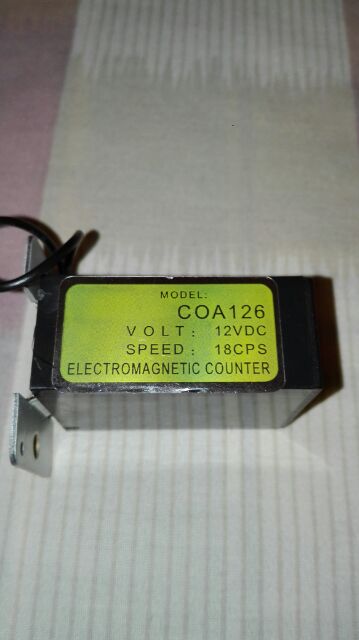 MODEL:
COA126
VOLT: 12VDC
SPEED: 18CPS
ELECTROMAGNETIC COUNTER